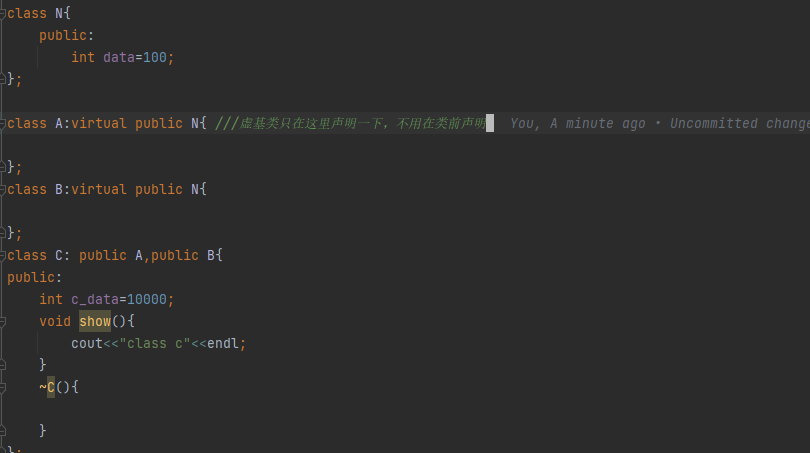 class N{
public:
int data=100;
};
class A:virtual public N{ ///虚基类只在这里声明一下，不用在类前声明 You, A minute ago • Uncommitted change
};
class B:virtual public N{
};
class C: public A,public B{
public:
int c_data=10000;
void show(){
cout<<"class c"<<endl;
}
~C(){
}
};